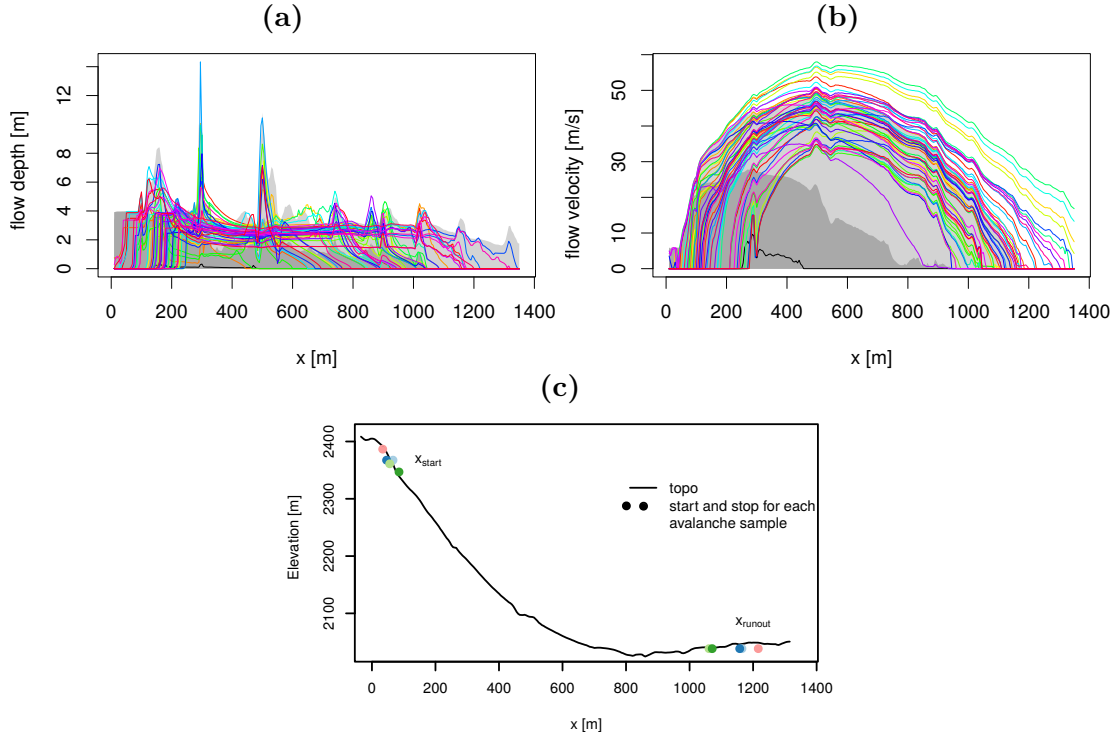 (a)
flow depth [m]
0 2 4 6 8 12
0 200 400 600 800 1000 1200 1400
x [m]
(b)
flow velocity [m/s]
0 10 30 50
0 200 400 600 800 1000 1200 1400
x [m]
(c)
Elevation [m]
2100 2200 2300 2400
xstart
topo
start and stop for each
avalanche sample
xrunout
0 200 400 600 800 1000 1200 1400
x [m]